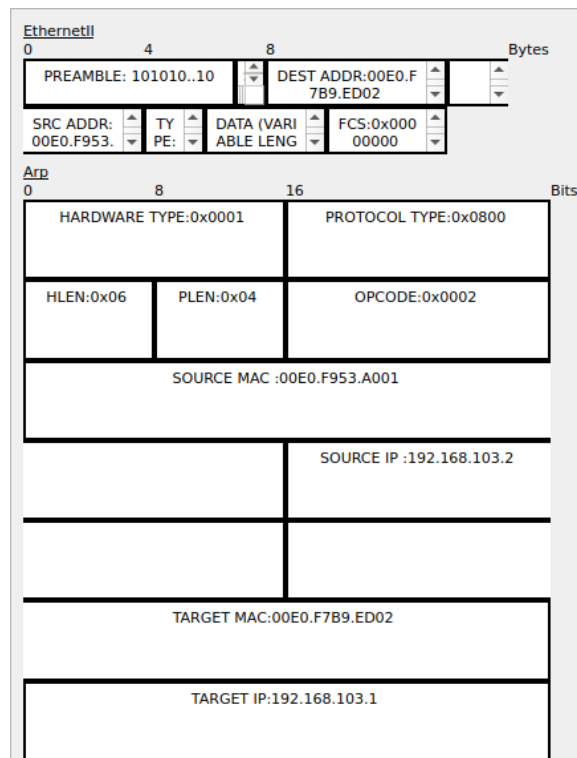 EthernetII
0 4 8 Bytes
PREAMBLE: 101010..10
DEST ADDR:00E0.F
7B9.ED02
SRC ADDR:
00E0.F953.
TY
PE:
DATA (VARI
ABLE LENG
FCS:0x000
00000
Arp
0 8 16 Bits
HARDWARE TYPE:0x0001 PROTOCOL TYPE:0x0800
HLEN:0x06 PLEN:0x04 OPCODE:0x0002
SOURCE MAC :00E0.F953.A001
SOURCE IP :192.168.103.2
TARGET MAC:00E0.F7B9.ED02
TARGET IP:192.168.103.1